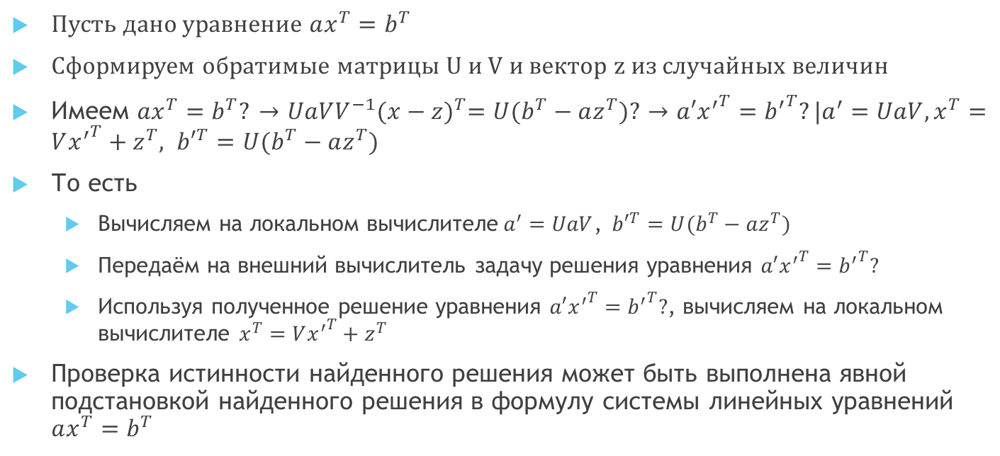 Пусть дано уравнение $ax^T = b^T$
Сформируем обратимые матрицы U и V и вектор z из случайных величин
Имеем $ax^T = b^T? \rightarrow UaVV^{-1}(x - z)^T = U(b^T - az^T)? \rightarrow a'x'^T = b'^T? | a' = UaV, x^T =$
$Vx'^T + z^T, \ b'^T = U(b^T - az^T)$
То есть
Вычисляем на локальном вычислителе $a' = UaV, \ b'^T = U(b^T - az^T)$
Передаём на внешний вычислитель задачу решения уравнения $a'x'^T = b'^T?$
Используя полученное решение уравнения $a'x'^T = b'^T?$, вычисляем на локальном
вычислителе $x^T = Vx'^T + z^T$
Проверка истинности найденного решения может быть выполнена явной
подстановкой найденного решения в формулу системы линейных уравнений
$ax^T = b^T$